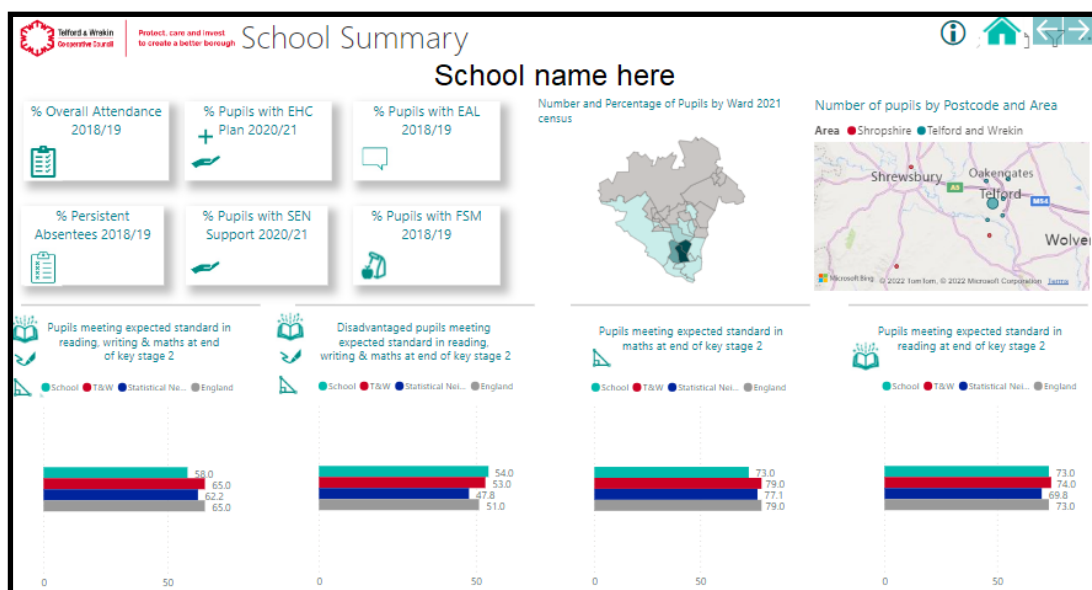 Telford & Wrekin
Co-operative Council
Protect, care and invest
to create a better borough
School Summary
School name here
% Overall Attendance
2018/19
% Pupils with EHC
Plan 2020/21
% Pupils with EAL
2018/19
% Persistent
Absentees 2018/19
% Pupils with SEN
Support 2020/21
% Pupils with FSM
2018/19
Number and Percentage of Pupils by Ward 2021
census
Number of pupils by Postcode and Area
Area Shropshire Telford and Wrekin
Shrewsbury
Oakengates
A5
Telford
M54
Wolver
Microsoft Bing © 2022 TomTom, © 2022 Microsoft Corporation Terms
Pupils meeting expected standard in
reading, writing & maths at end
of key stage 2
School T&W Statistical Nei... England
58.0
65.0
62.2
65.0
0 50
Disadvantaged pupils meeting
expected standard in reading,
writing & maths at end of key stage 2
School T&W Statistical Nei... England
54.0
53.0
47.8
51.0
0 50
Pupils meeting expected standard in
maths at end of key stage 2
School T&W Statistical Nei... England
73.0
79.0
77.1
79.0
0 50
Pupils meeting expected standard in
reading at end of key stage 2
School T&W Statistical Nei... England
73.0
74.0
69.8
73.0
0 50